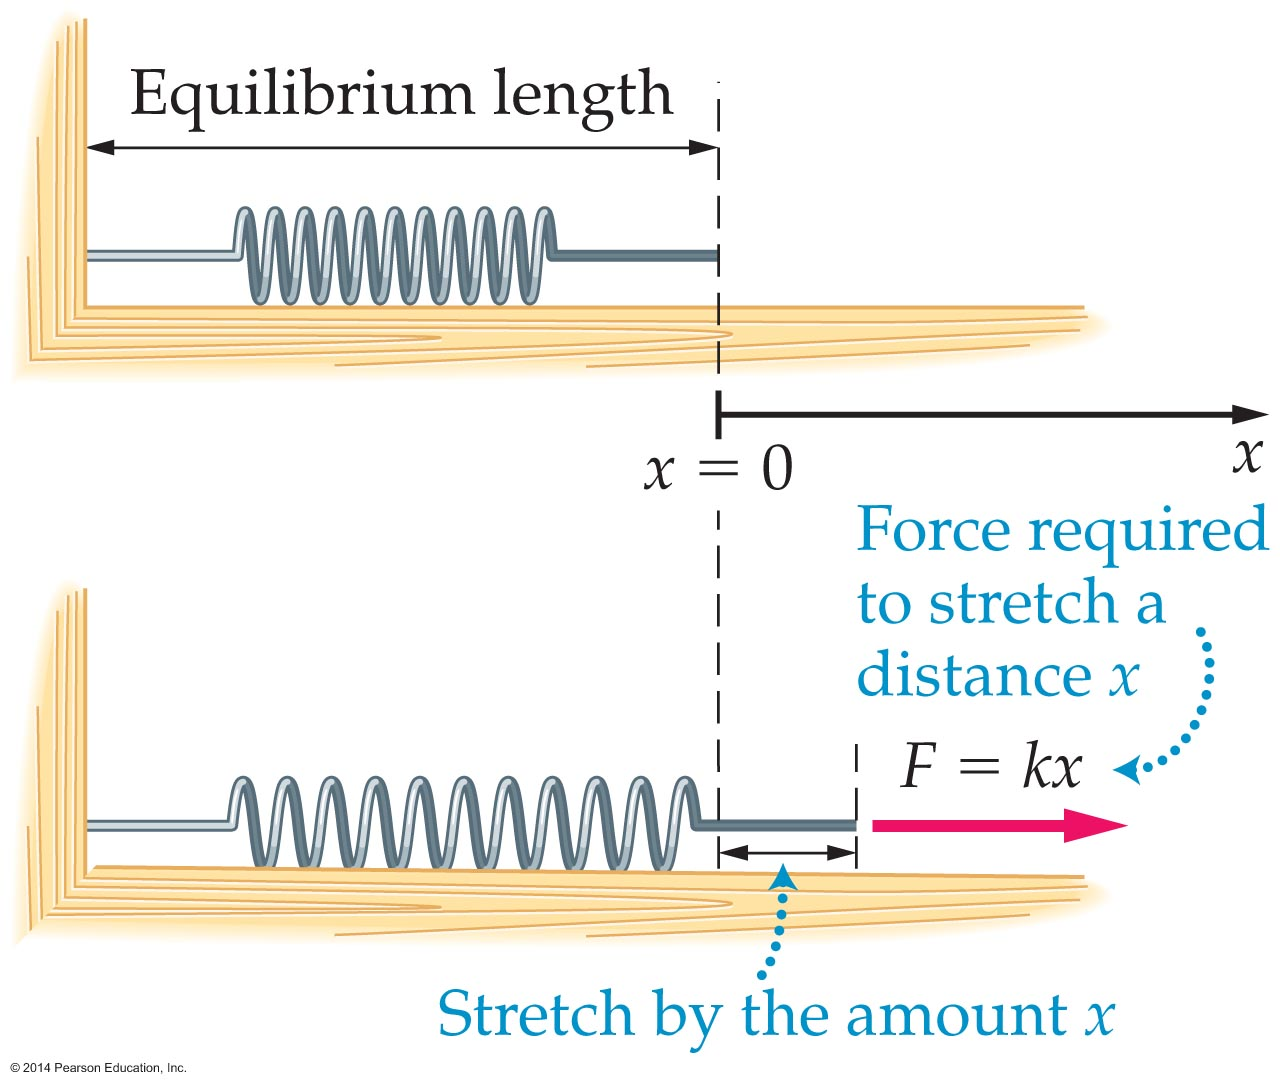 Equilibrium length
x = 0
x
Force required
to stretch a
distance x
F = kx
Stretch by the amount x
© 2014 Pearson Education, Inc.